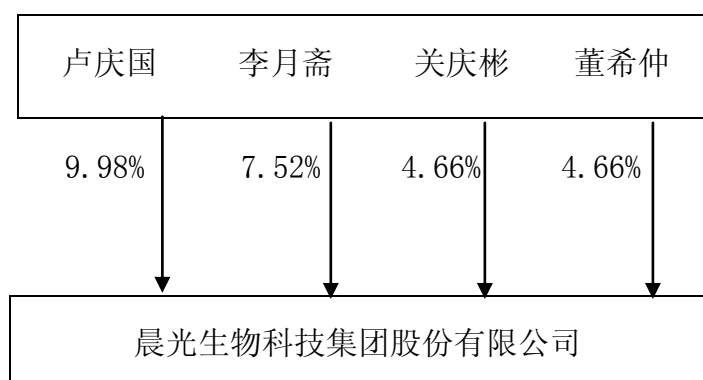 卢庆国 李月斋 关庆彬 董希仲
9.98% 7.52% 4.66% 4.66%
晨光生物科技集团股份有限公司